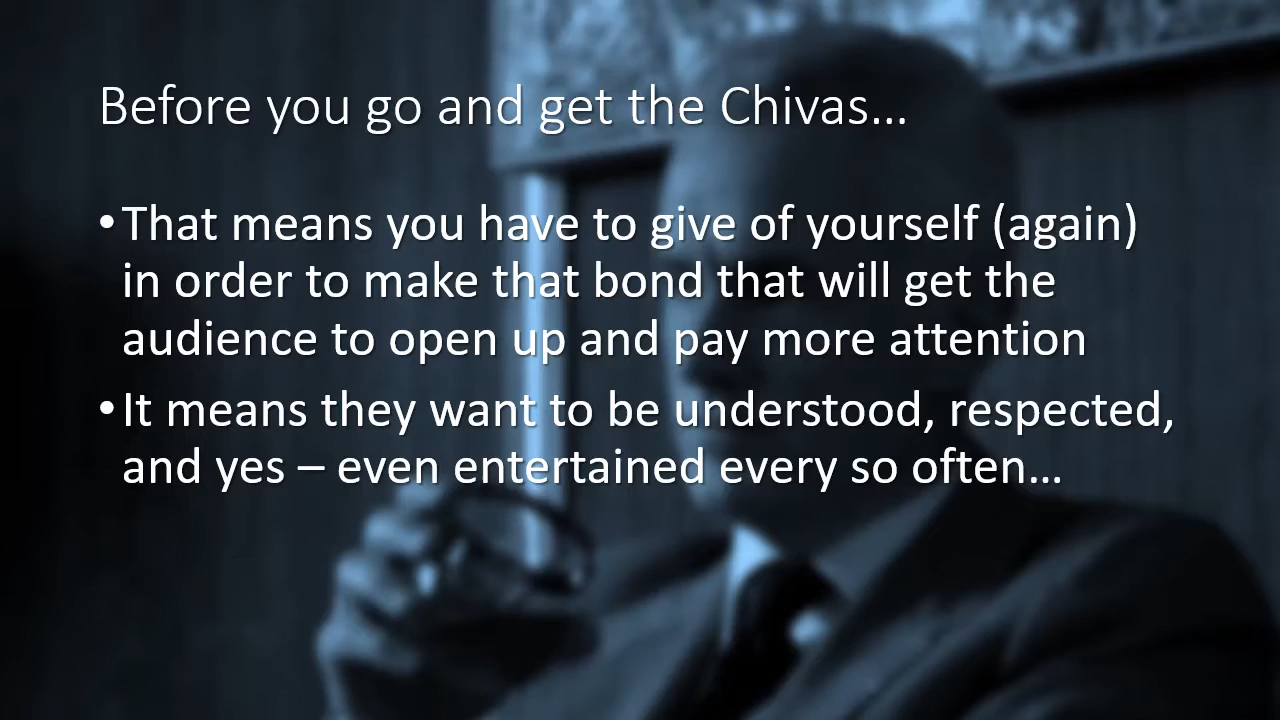 Before you go and get the Chivas…
•That means you have to give of yourself (again)
in order to make that bond that will get the
audience to open up and pay more attention
•It means they want to be understood, respected,
and yes – even entertained every so often…